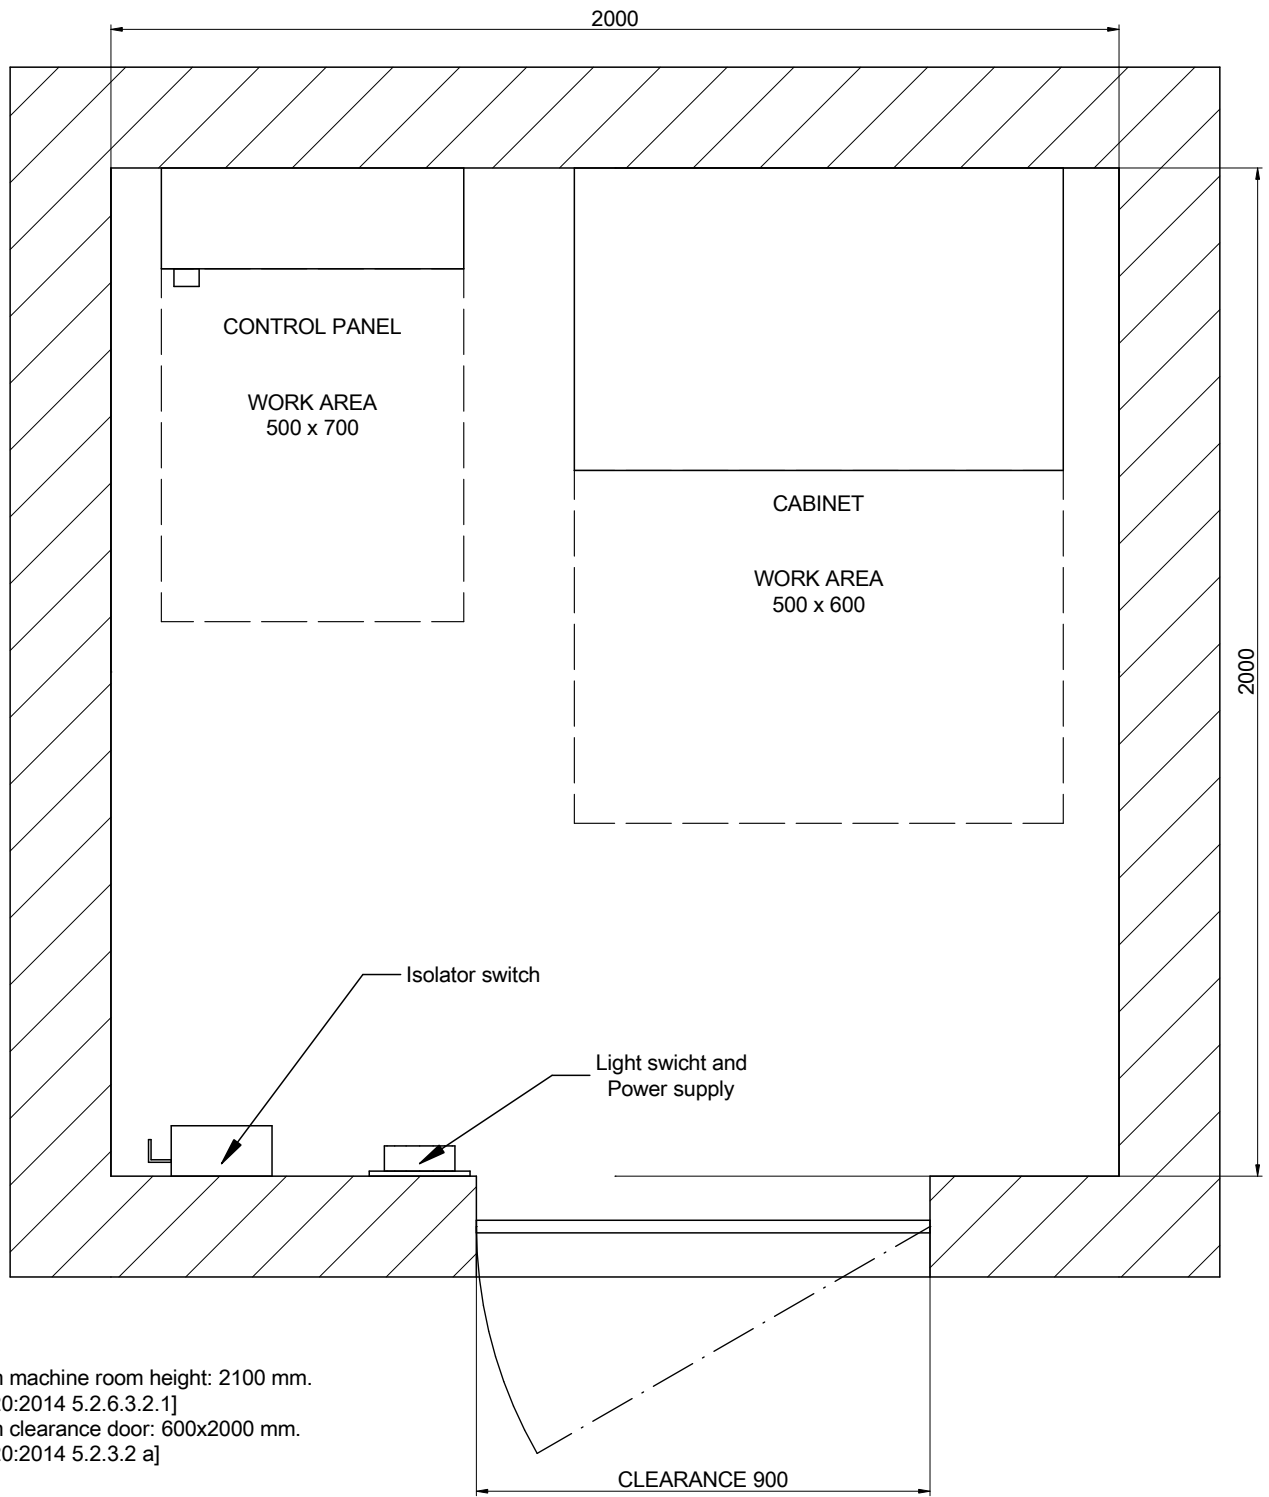 2000
CONTROL PANEL
WORK AREA
500 x 700
CABINET
WORK AREA
500 x 600
2000
Isolator switch
Light swicht and
Power supply
machine room height: 2100 mm.
0:2014 5.2.6.3.2.1]
clearance door: 600x2000 mm.
0:2014 5.2.3.2 a]
CLEARANCE 900